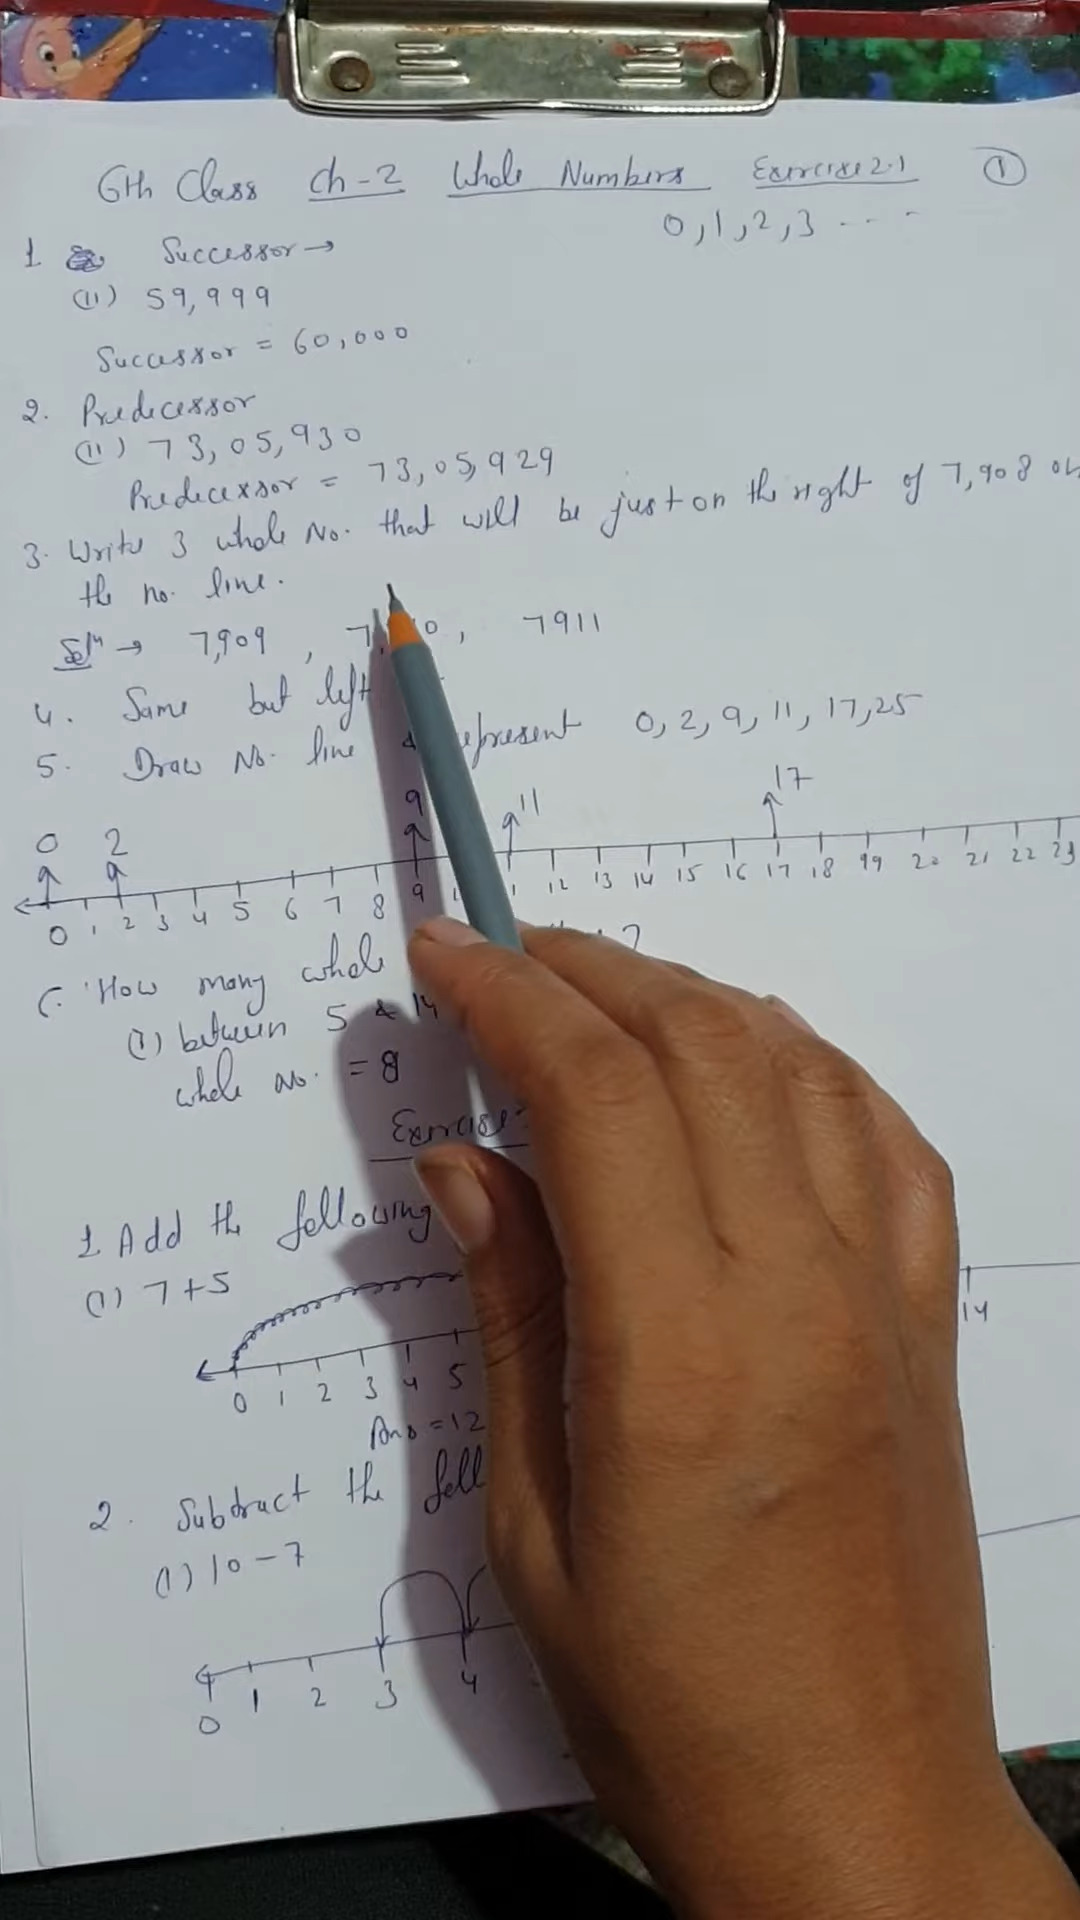 6th Class Ch-2 Whole Numbers Exercise 2.1 1
0, 1, 2, 3 ----
1 Successor →
(ii) 59,999
Successor = 60,000
2. Predecessor
(ii) 73,05,930
Predecessor = 73,05,929
3. Write 3 whole No. that will be just on the right of 7,908 on
the no. line.
Soln → 7,909, 7911
4. Same but left
5. Draw No. line & represent 0, 2, 9, 11, 17, 25
0 2 9 11 17
0 1 2 3 4 5 6 7 8 9 12 13 14 15 16 17 18 19 20 21 22 23
6. How many whole
(i) between 5 & 14
whole no. = 8
Exercise-
1 Add the following
(i) 7+5
0 1 2 3 4 5 14
Ans = 12
2. Subtract the
(i) 10-7
0 1 2 3 4